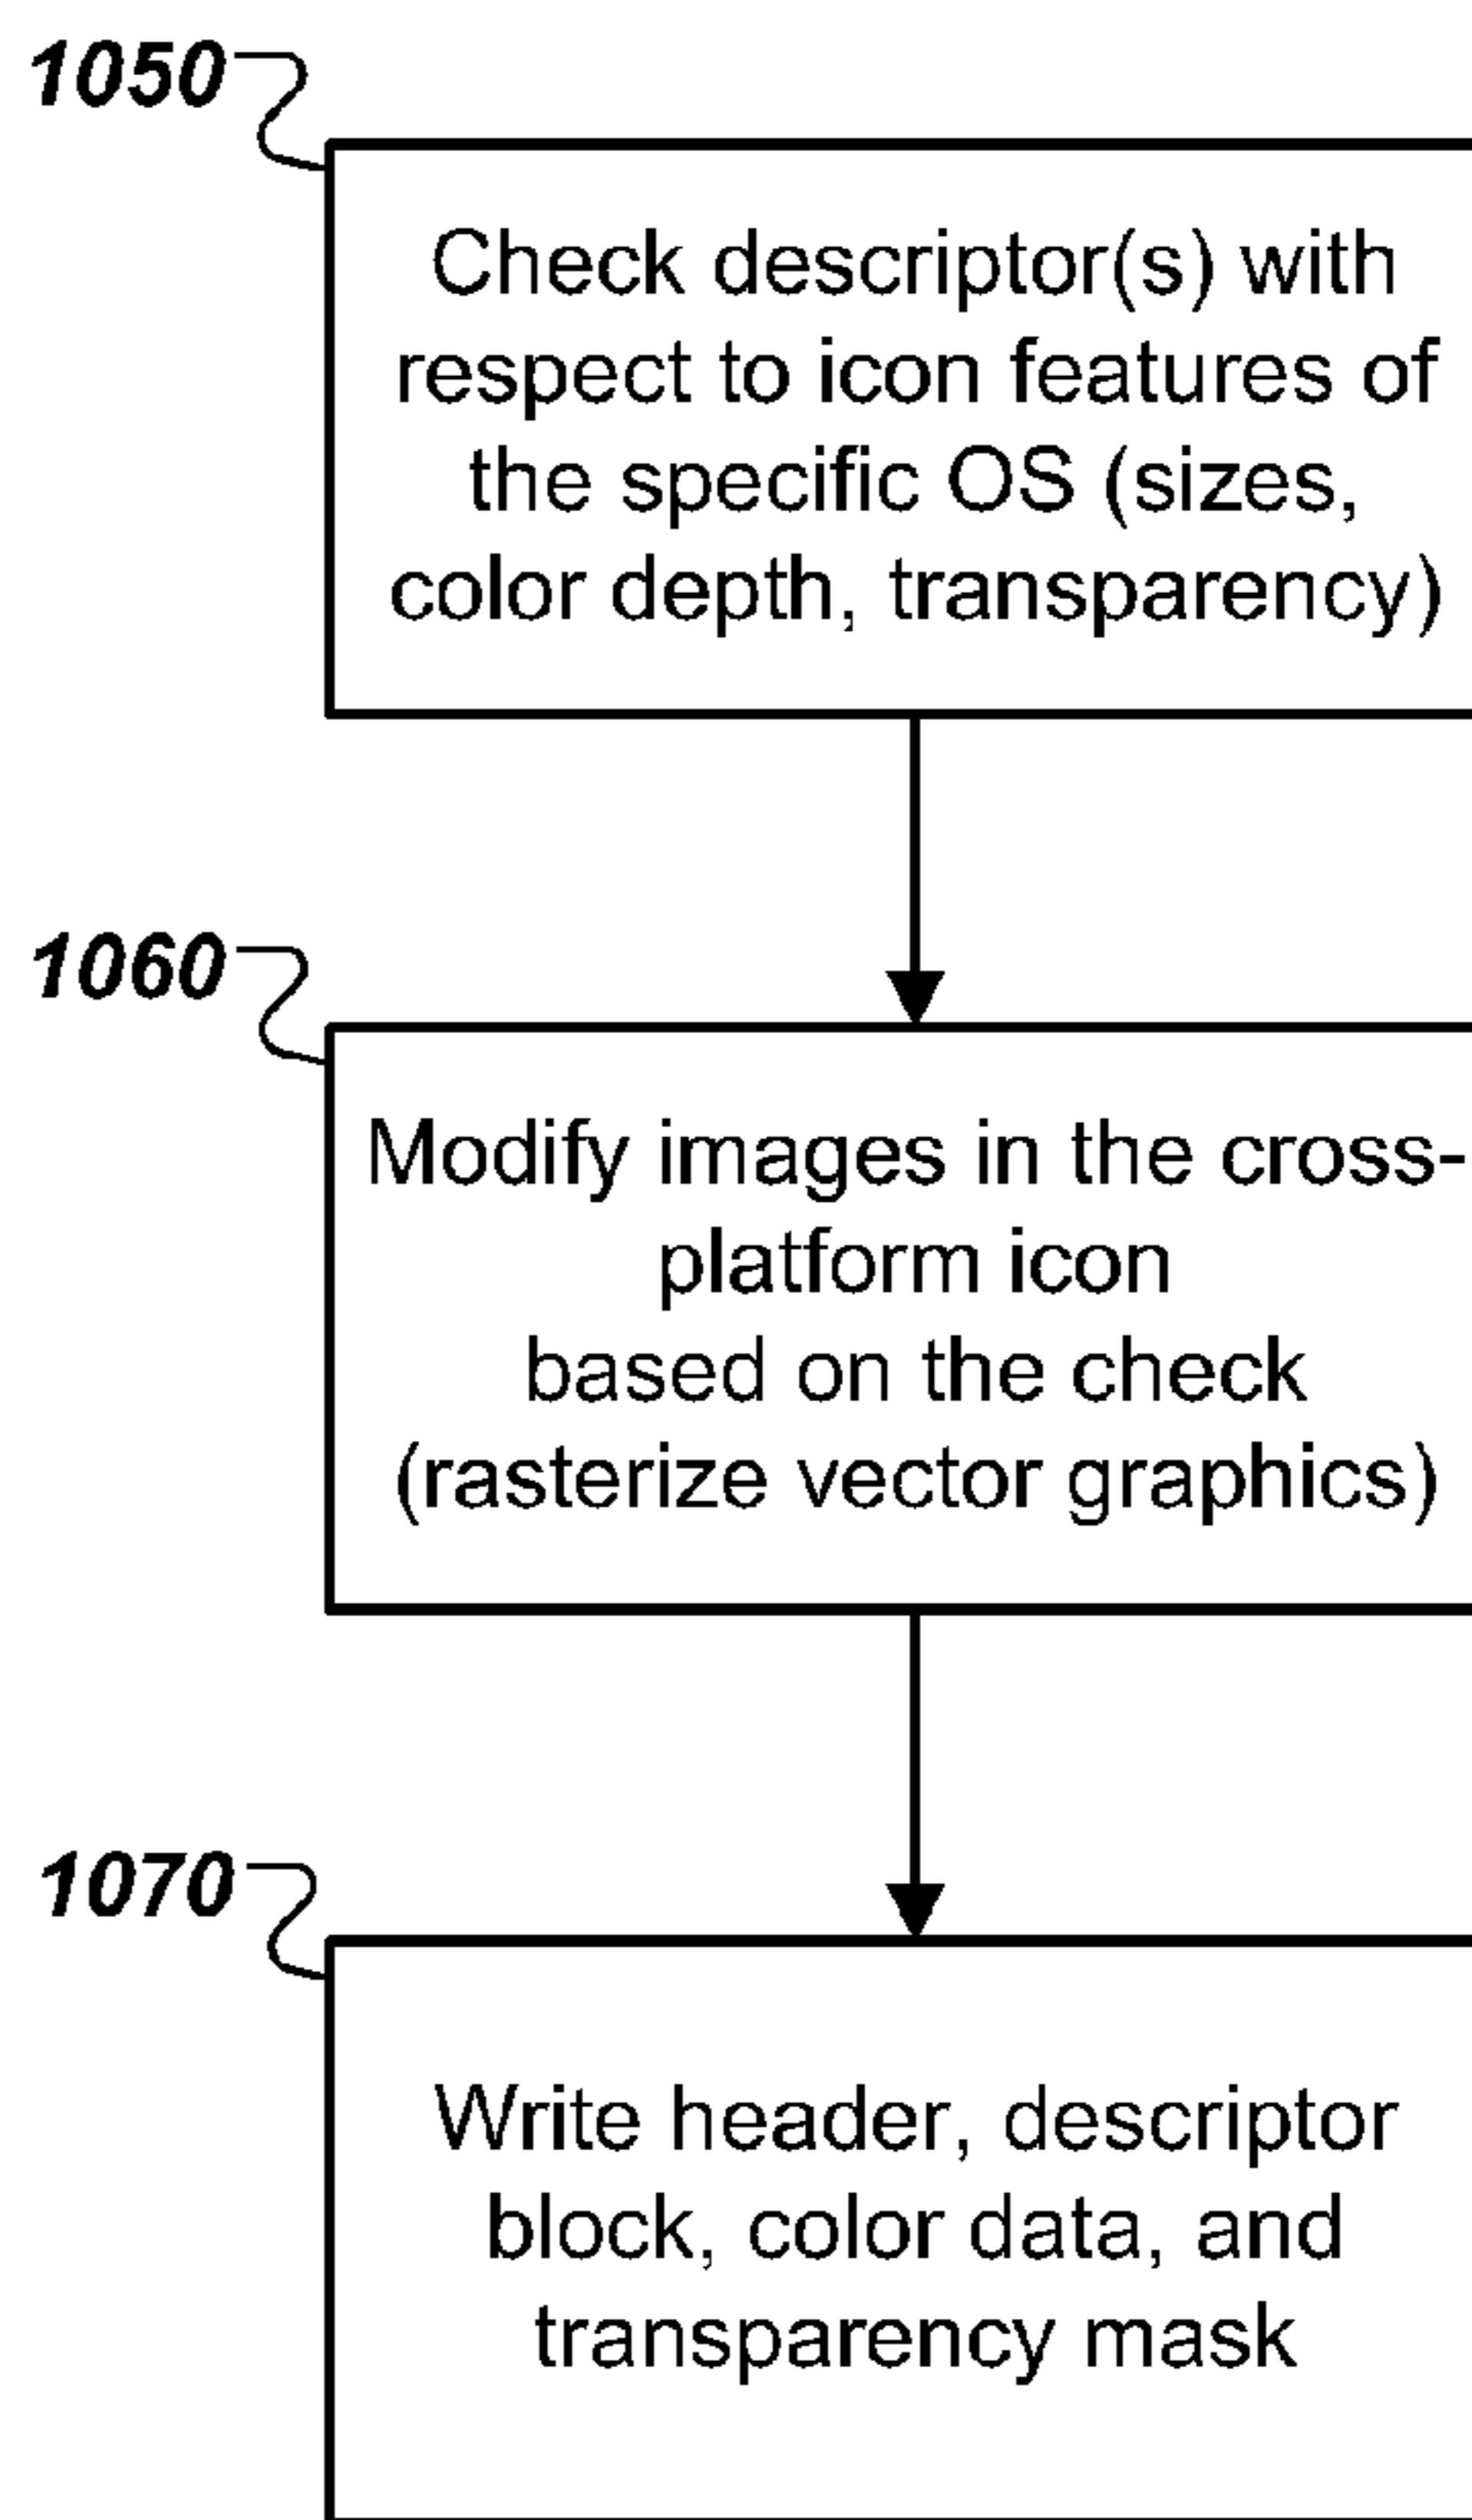 1050
Check descriptor(s) with
respect to icon features of
the specific OS (sizes,
color depth, transparency)
1060
Modify images in the cross-
platform icon
based on the check
(rasterize vector graphics)
1070
Write header, descriptor
block, color data, and
transparency mask